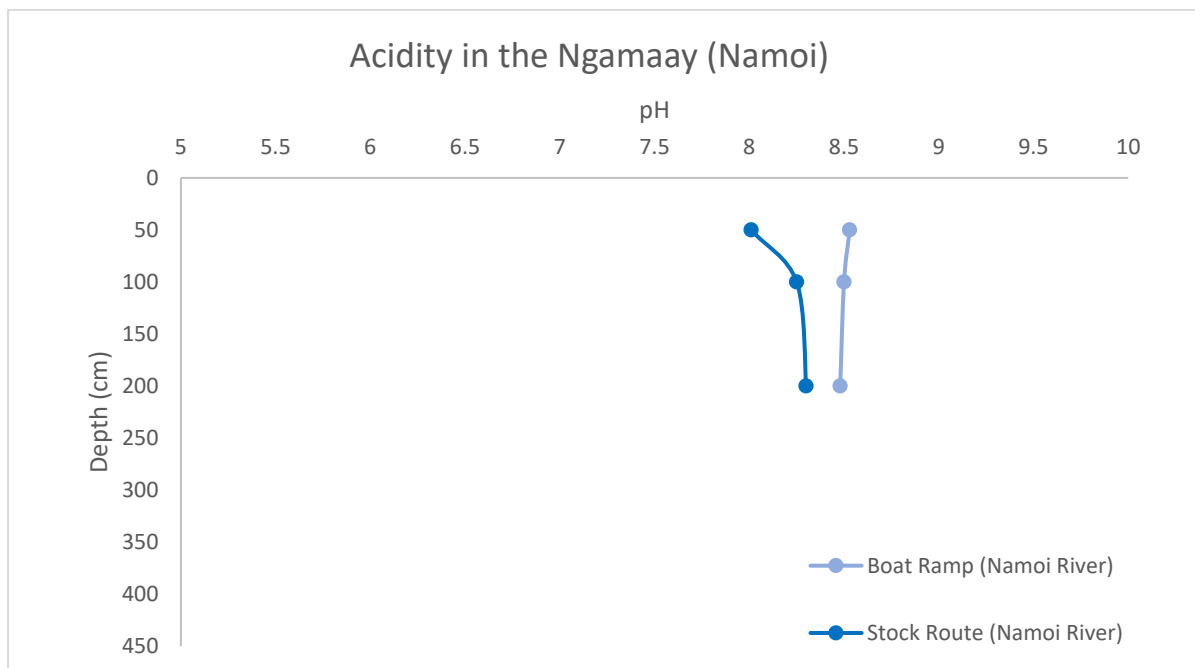 Acidity in the Ngamaay (Namoi)
pH
5 5.5 6 6.5 7 7.5 8 8.5 9 9.5 10
0
50
100
150
200
250
300
350
400
450
Depth (cm)
Boat Ramp (Namoi River)
Stock Route (Namoi River)